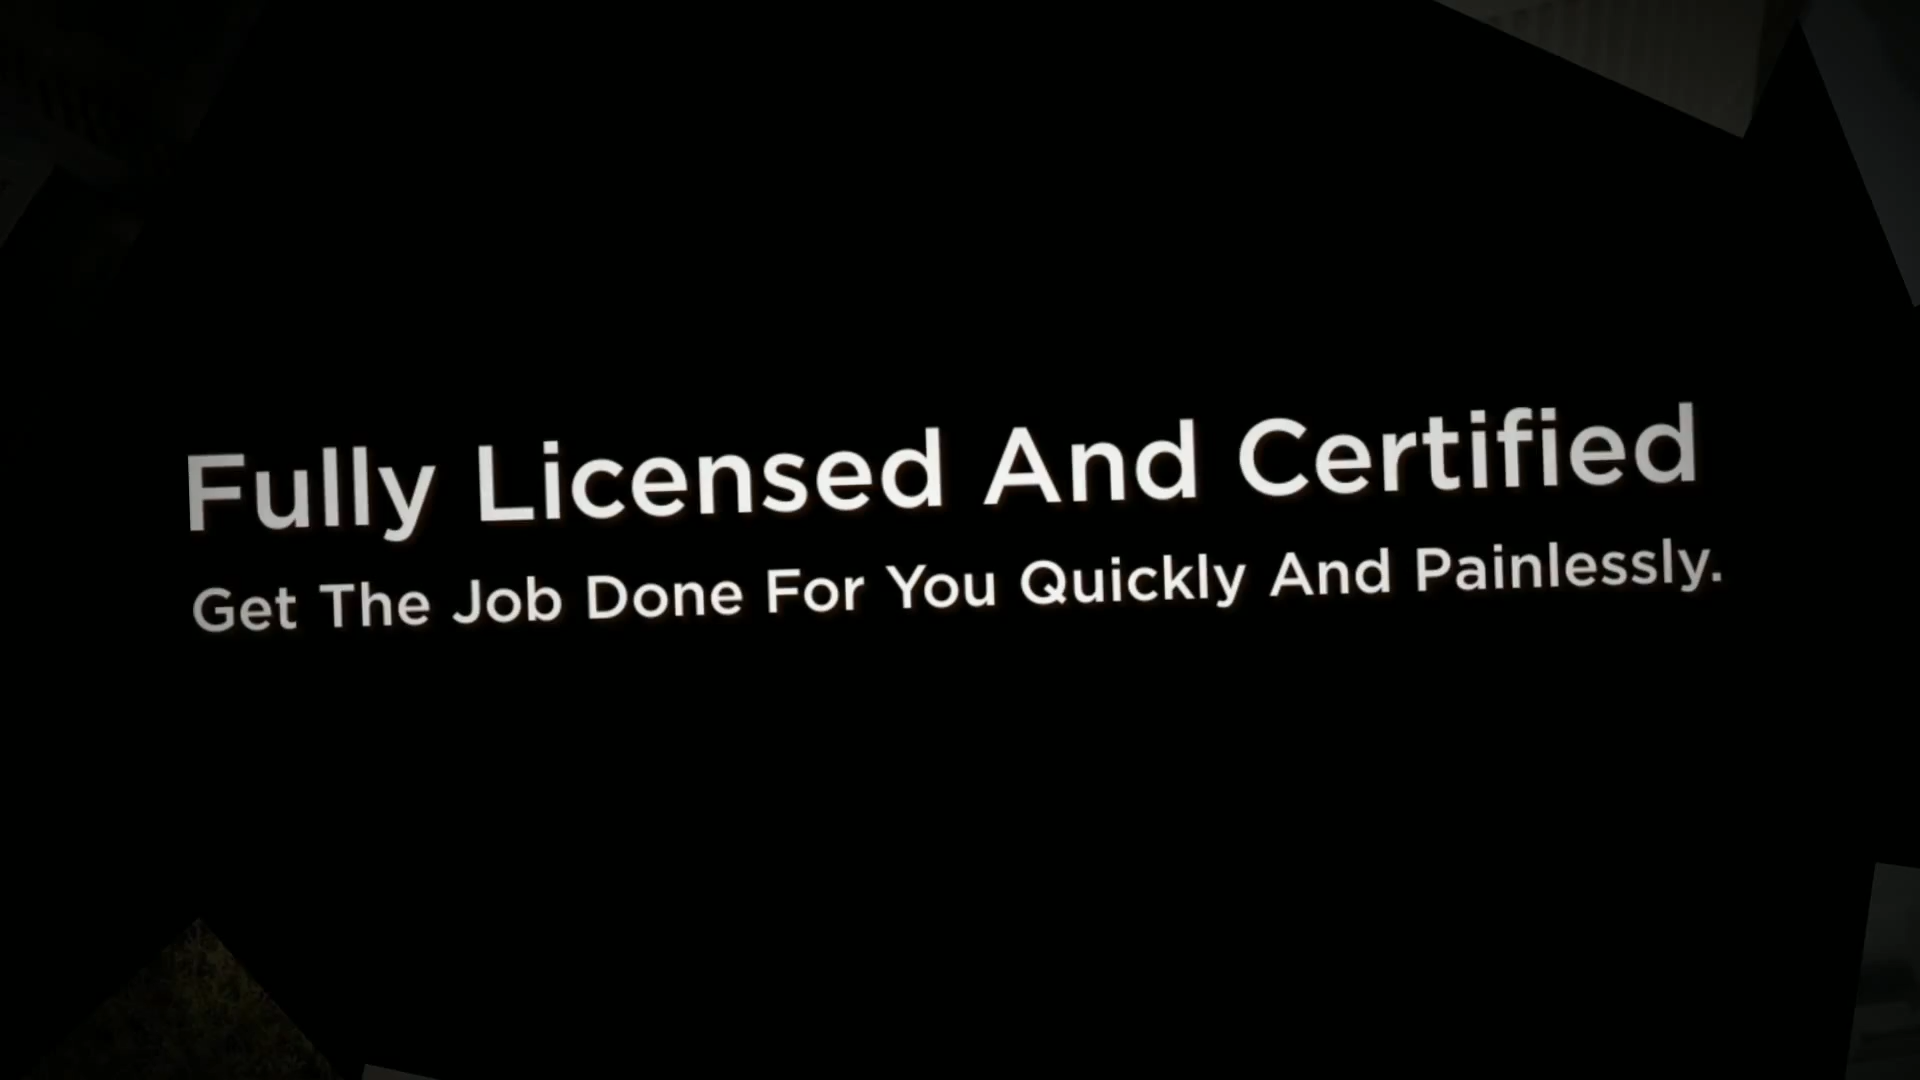 Fully Licensed And Certified
Get The Job Done For You Quickly And Painlessly.